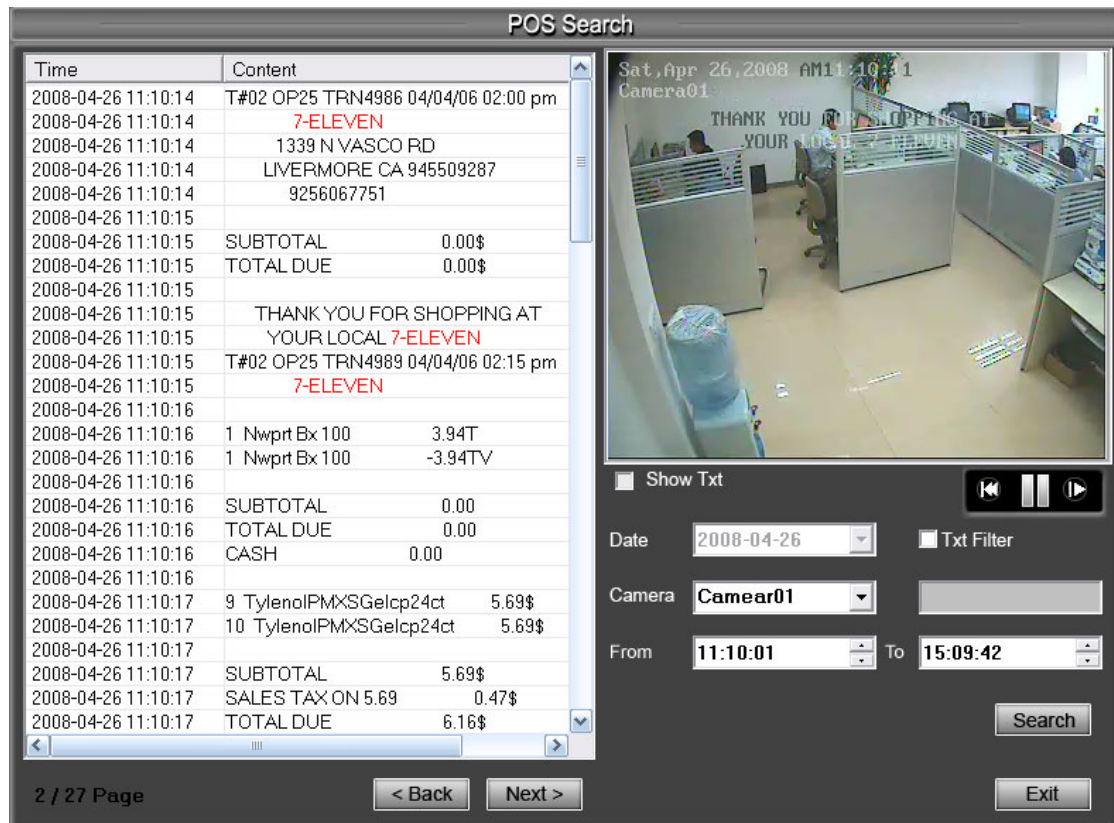 POS Search
Time Content
2008-04-26 11:10:14 T#02 OP25 TRN4986 04/04/06 02:00 pm
2008-04-26 11:10:14 7-ELEVEN
2008-04-26 11:10:14 1339 N VASCO RD
2008-04-26 11:10:14 LIVERMORE CA 945509287
2008-04-26 11:10:14 9256067751
2008-04-26 11:10:15
2008-04-26 11:10:15 SUBTOTAL 0.00$
2008-04-26 11:10:15 TOTAL DUE 0.00$
2008-04-26 11:10:15
2008-04-26 11:10:15 THANK YOU FOR SHOPPING AT
2008-04-26 11:10:15 YOUR LOCAL 7-ELEVEN
2008-04-26 11:10:15 T#02 OP25 TRN4989 04/04/06 02:15 pm
2008-04-26 11:10:15 7-ELEVEN
2008-04-26 11:10:16
2008-04-26 11:10:16 1 Nwprt Bx 100 3.94T
2008-04-26 11:10:16 1 Nwprt Bx 100 -3.94TV
2008-04-26 11:10:16
2008-04-26 11:10:16 SUBTOTAL 0.00
2008-04-26 11:10:16 TOTAL DUE 0.00
2008-04-26 11:10:16 CASH 0.00
2008-04-26 11:10:16
2008-04-26 11:10:17 9 TylenolPMXSGelcp24ct 5.69$
2008-04-26 11:10:17 10 TylenolPMXSGelcp24ct 5.69$
2008-04-26 11:10:17
2008-04-26 11:10:17 SUBTOTAL 5.69$
2008-04-26 11:10:17 SALES TAX ON 5.69 0.47$
2008-04-26 11:10:17 TOTAL DUE 6.16$
2 / 27 Page
< Back Next >
Sat,Apr 26,2008 AM11:10:11
Camera01
THANK YOU FOR SHOPPING AT
YOUR LOCAL 7-ELEVEN
Show Txt
Date 2008-04-26 Txt Filter
Camera Camear01
From 11:10:01 To 15:09:42
Search
Exit